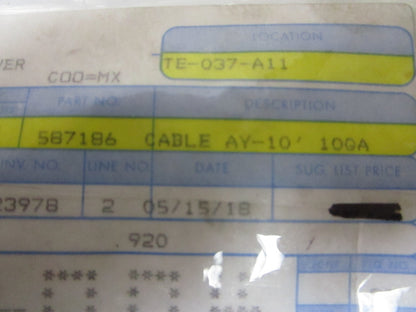 LOCATION
VER COO=MX TE-037-A11
PART NO. DESCRIPTION
587186 CABLE AY-10' 10GA
INV. NO. LINE NO. DATE SUG. LIST PRICE
23978 2 05/15/18
.920
**** ****
* * *
* * *